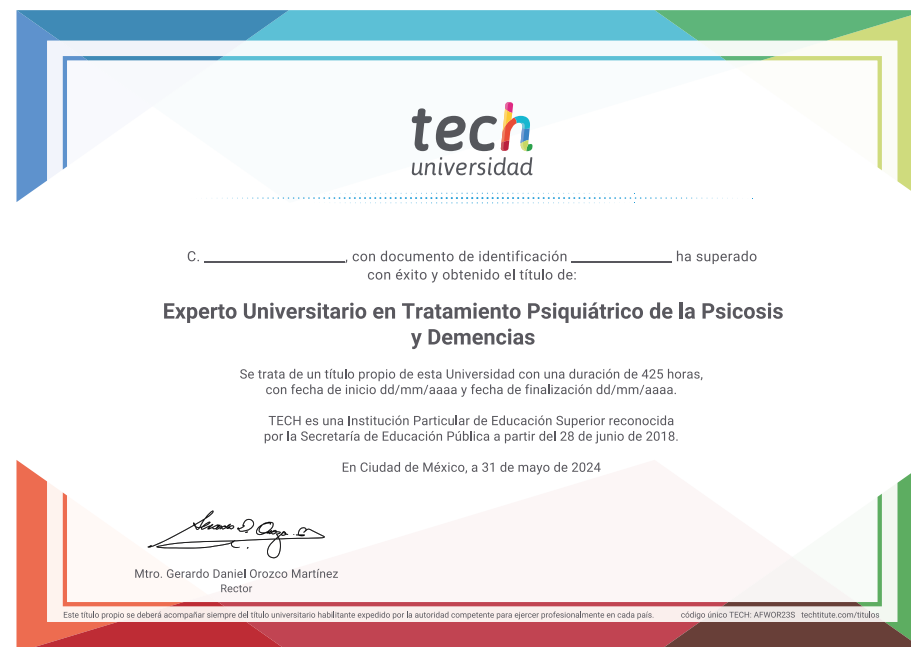 tech
universidad
C. ____________, con documento de identificación ____________ ha superado
con éxito y obtenido el título de:
Experto Universitario en Tratamiento Psiquiátrico de la Psicosis
y Demencias
Se trata de un título propio de esta Universidad con una duración de 425 horas,
con fecha de inicio dd/mm/aaaa y fecha de finalización dd/mm/aaaa.
TECH es una Institución Particular de Educación Superior reconocida
por la Secretaría de Educación Pública a partir del 28 de junio de 2018.
En Ciudad de México, a 31 de mayo de 2024
Mtro. Gerardo Daniel Orozco Martínez
Rector
Este título propio se deberá acompañar siempre del título universitario habilitante expedido por la autoridad competente para ejercer profesionalmente en cada país. código único TECH: AFWOR23S techtitute.com/titulos